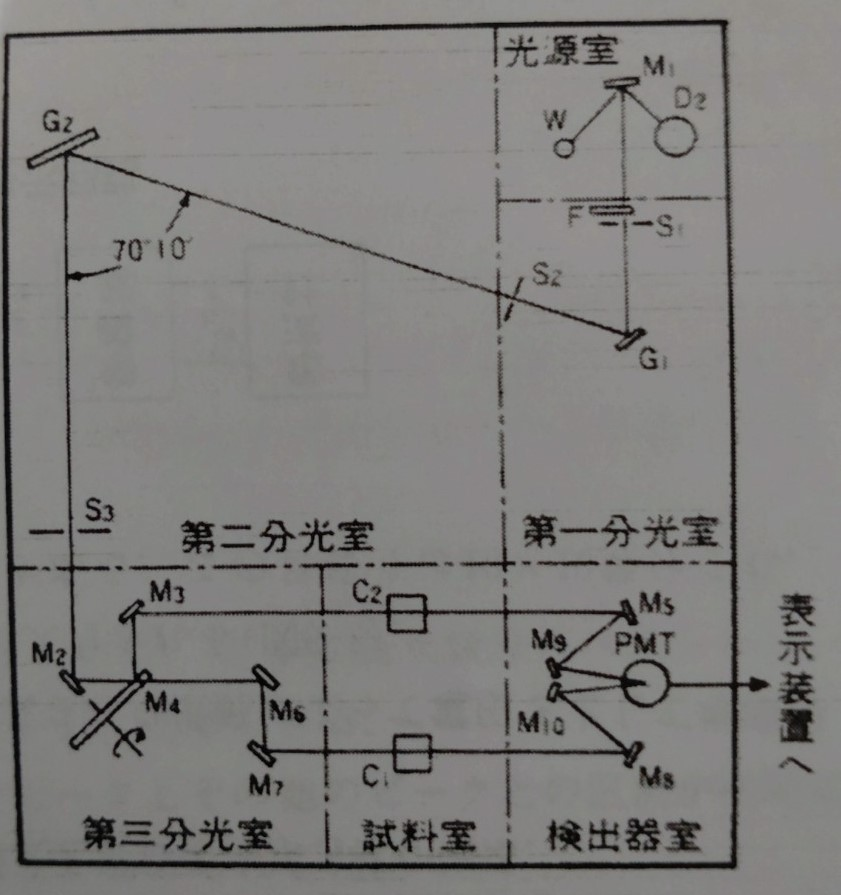 光源室
M1
G2
W
D2
F
S1
70°10′
S2
G1
S3
第二分光室
第一分光室
M3
C2
M5
M9
PMT
M2
M4
M6
M10
M7
C1
M8
表示装置へ
第三分光室
試料室
検出器室